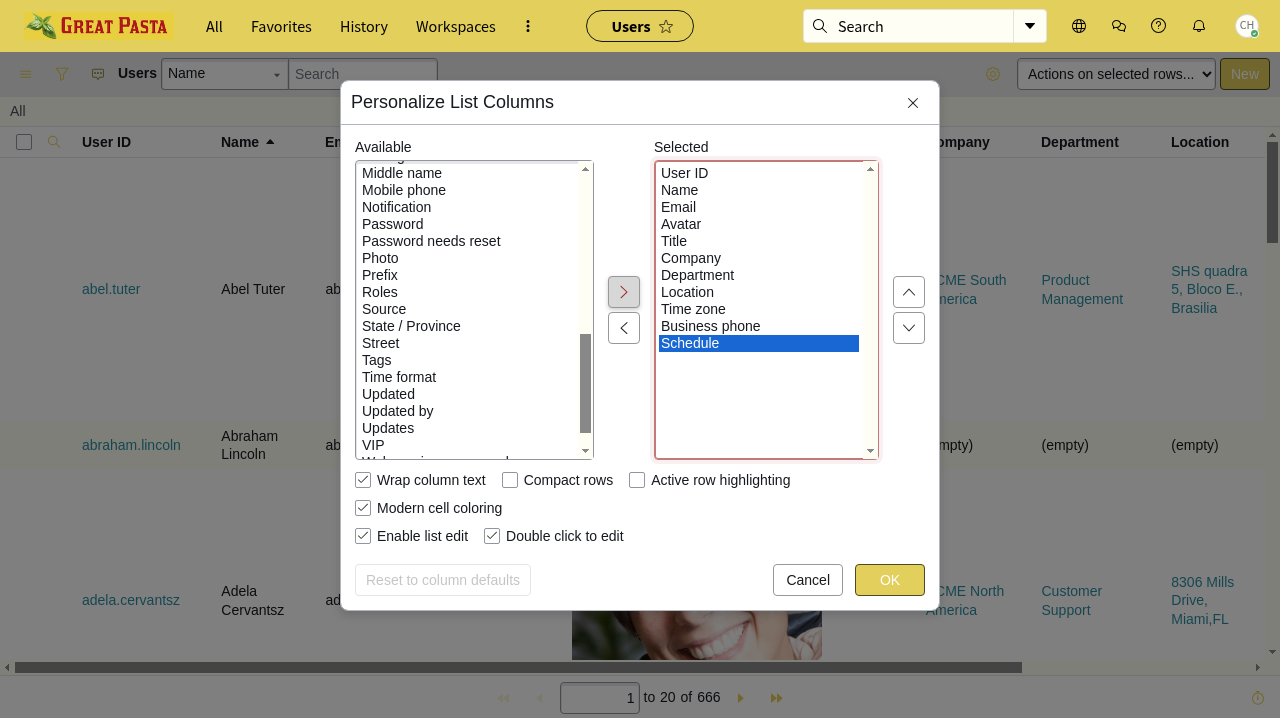 GREAT PASTA
All Favorites History Workspaces Users Search CH
Users Name Search Actions on selected rows... New
All
User ID Name Company Department Location
Personalize List Columns
Available Selected
Middle name
Mobile phone
Notification
Password
Password needs reset
Photo
Prefix
Roles
Source
State / Province
Street
Tags
Time format
Updated
Updated by
Updates
VIP
User ID
Name
Email
Avatar
Title
Company
Department
Location
Time zone
Business phone
Schedule
Wrap column text Compact rows Active row highlighting
Modern cell coloring
Enable list edit Double click to edit
Reset to column defaults Cancel OK
abel.tuter Abel Tuter
ACME South
America
Product
Management
SHS quadra
5, Bloco E.,
Brasilia
abraham.lincoln
Abraham
Lincoln
(empty) (empty) (empty)
adela.cervantsz
Adela
Cervantsz
ACME North
America
Customer
Support
8306 Mills
Drive,
Miami,FL
1 to 20 of 666